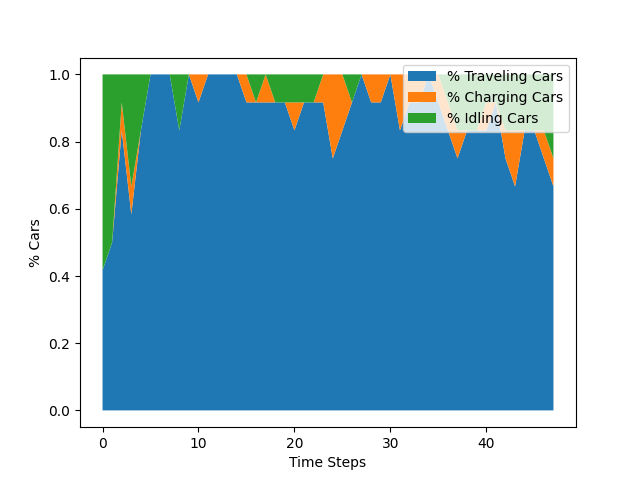 1.0
0.8
0.6
0.4
0.2
0.0
% Cars
% Traveling Cars
% Charging Cars
% Idling Cars
0 10 20 30 40
Time Steps